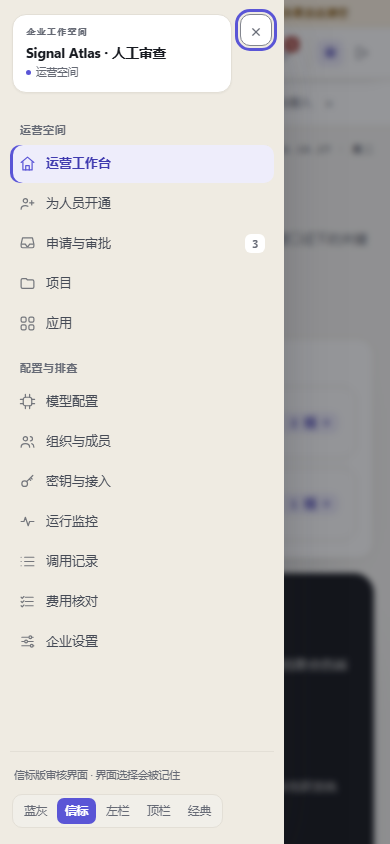 企业工作空间
Signal Atlas · 人工审查
运营空间
×
运营空间
运营工作台
为人员开通
申请与审批
3
项目
应用
配置与排查
模型配置
组织与成员
密钥与接入
运行监控
调用记录
费用核对
企业设置
信标版审核界面 · 界面选择会被记住
蓝灰
信标
左栏
顶栏
经典